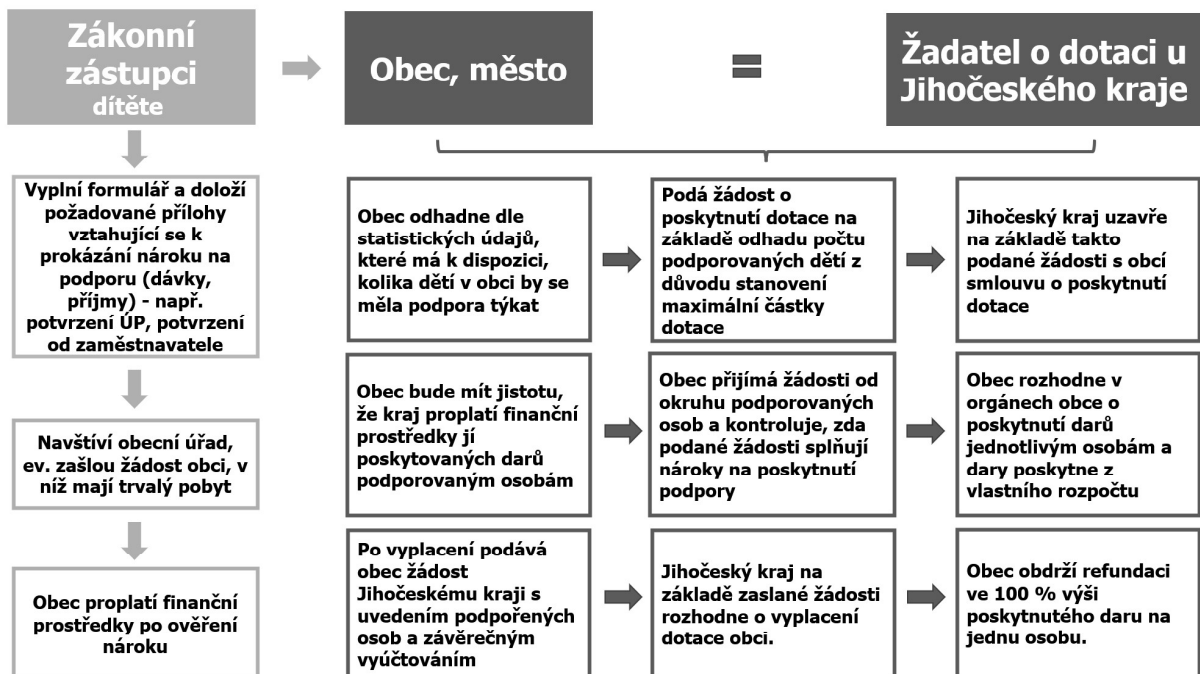 Zákonní
zástupci
dítěte
Obec, město
=
Žadatel o dotaci u
Jihočeského kraje
Vyplní formulář a doloží
požadované přílohy
vztahující se k
prokázání nároku na
podporu (dávky,
příjmy) - např.
potvrzení ÚP, potvrzení
od zaměstnavatele
Navštíví obecní úřad,
ev. zašlou žádost obci, v
níž mají trvalý pobyt
Obec proplatí finanční
prostředky po ověření
nároku
Obec odhadne dle
statistických údajů,
které má k dispozici,
kolika dětí v obci by se
měla podpora týkat
Podá žádost o
poskytnutí dotace na
základě odhadu počtu
podporovaných dětí z
důvodu stanovení
maximální částky
dotace
Jihočeský kraj uzavře
na základě takto
podané žádosti s obcí
smlouvu o poskytnutí
dotace
Obec bude mít jistotu,
že kraj proplatí finanční
prostředky jí
poskytovaných darů
podporovaným osobám
Obec přijímá žádosti od
okruhu podporovaných
osob a kontroluje, zda
podané žádosti splňují
nároky na poskytnutí
podpory
Obec rozhodne v
orgánech obce o
poskytnutí darů
jednotlivým osobám a
dary poskytne z
vlastního rozpočtu
Po vyplacení podává
obec žádost
Jihočeskému kraji s
uvedením podpořených
osob a závěrečným
vyúčtováním
Jihočeský kraj na
základě zaslané žádosti
rozhodne o vyplacení
dotace obci.
Obec obdrží refundaci
ve 100 % výši
poskytnutého daru na
jednu osobu.